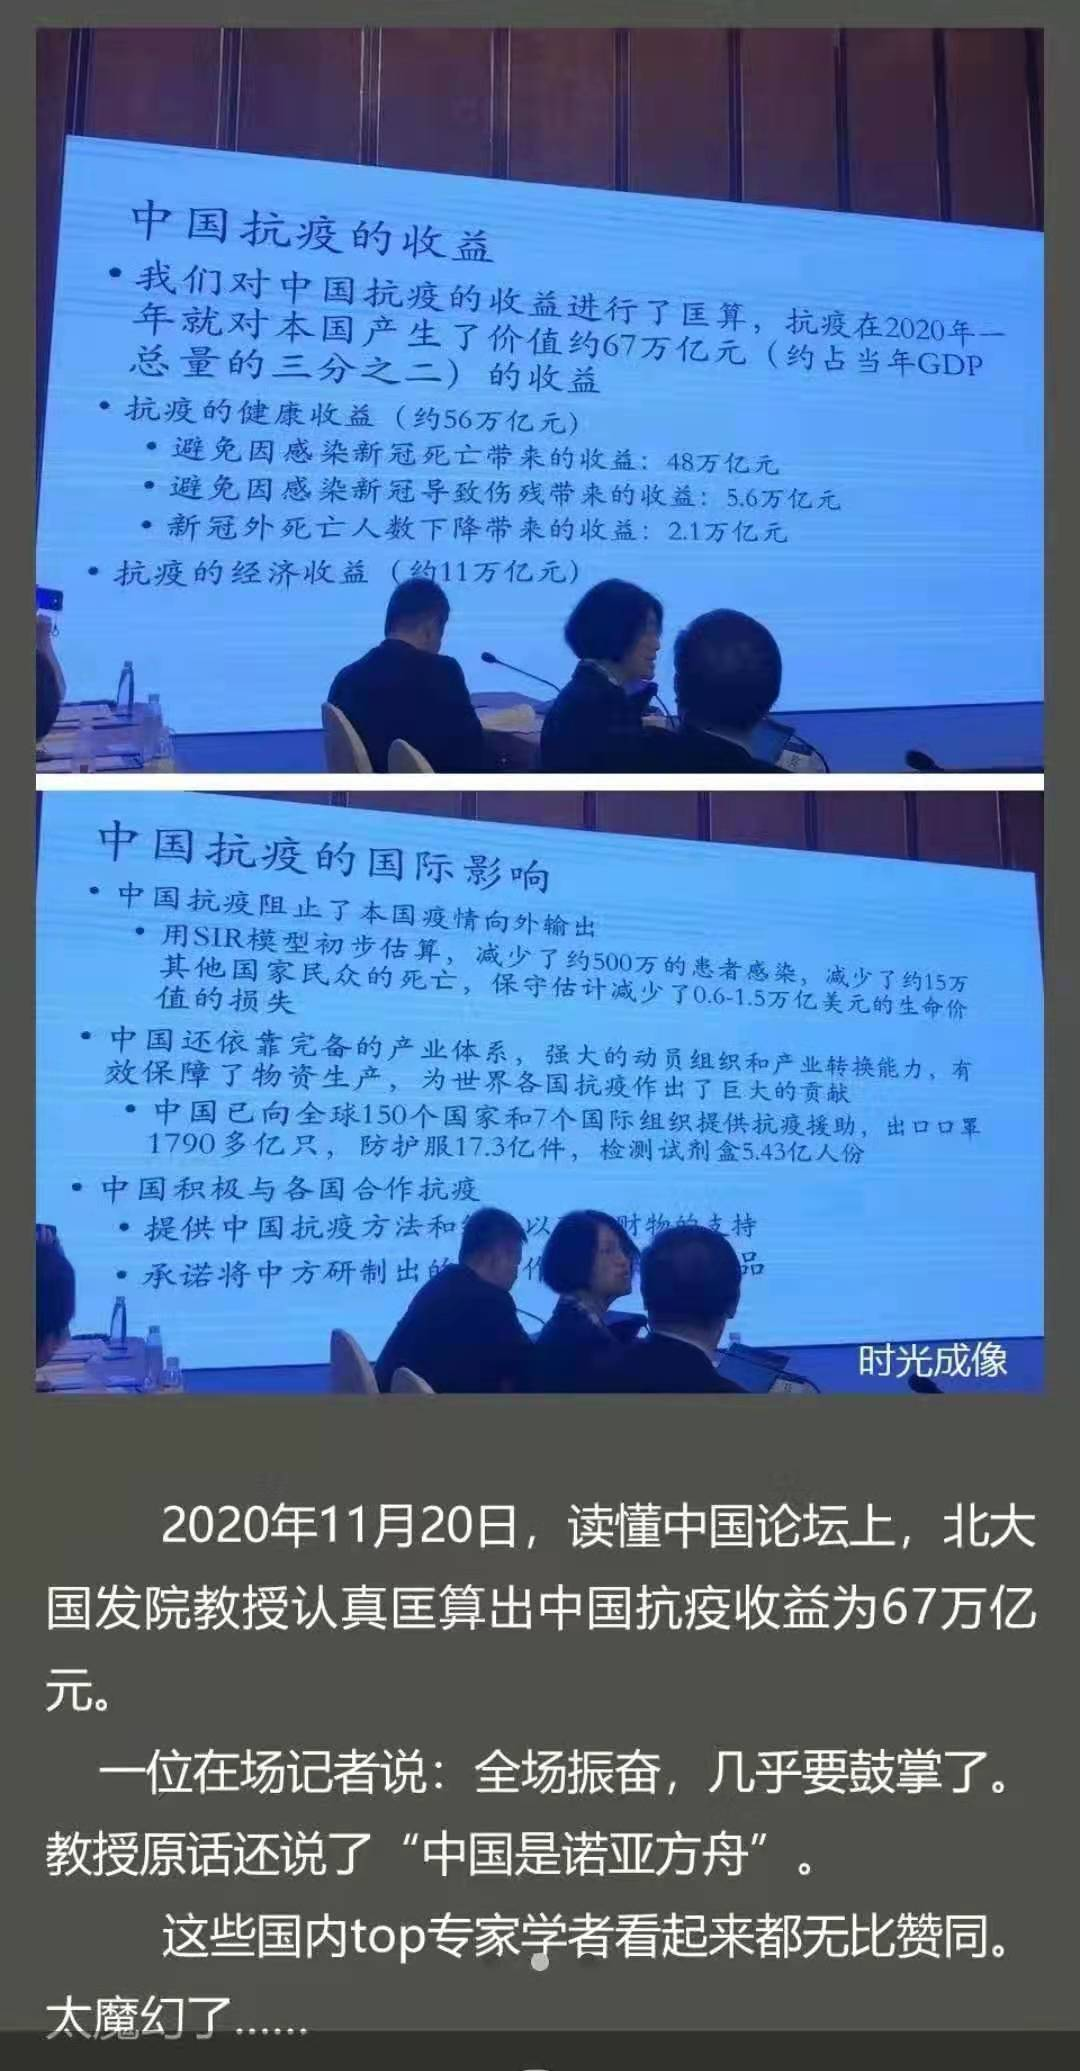 中国抗疫的收益
• 我们对中国抗疫的收益进行了匡算，抗疫在2020年一
年就对本国产生了价值约67万亿元（约占当年GDP
总量的三分之二）的收益
• 抗疫的健康收益（约56万亿元）
• 避免因感染新冠死亡带来的收益：48万亿元
• 避免因感染新冠导致伤残带来的收益：5.6万亿元
• 新冠外死亡人数下降带来的收益：2.1万亿元
• 抗疫的经济收益（约11万亿元）
中国抗疫的国际影响
• 中国抗疫阻止了本国疫情向外输出
• 用SIR模型初步估算，减少了约500万的患者感染，减少了约15万
其他国家民众的死亡，保守估计减少了0.6-1.5万亿美元的生命价
值的损失
• 中国还依靠完备的产业体系，强大的动员组织和产业转换能力，有
效保障了物资生产，为世界各国抗疫作出了巨大的贡献
• 中国已向全球150个国家和7个国际组织提供抗疫援助，出口口罩
1790多亿只，防护服17.3亿件，检测试剂盒5.43亿人份
• 中国积极与各国合作抗疫
• 提供中国抗疫方法和 以 财物的支持
• 承诺将中方研制出的 作 品
时光成像
2020年11月20日，读懂中国论坛上，北大
国发院教授认真匡算出中国抗疫收益为67万亿
元。
一位在场记者说：全场振奋，几乎要鼓掌了。
教授原话还说了“中国是诺亚方舟”。
这些国内top专家学者看起来都无比赞同。
太魔幻了……